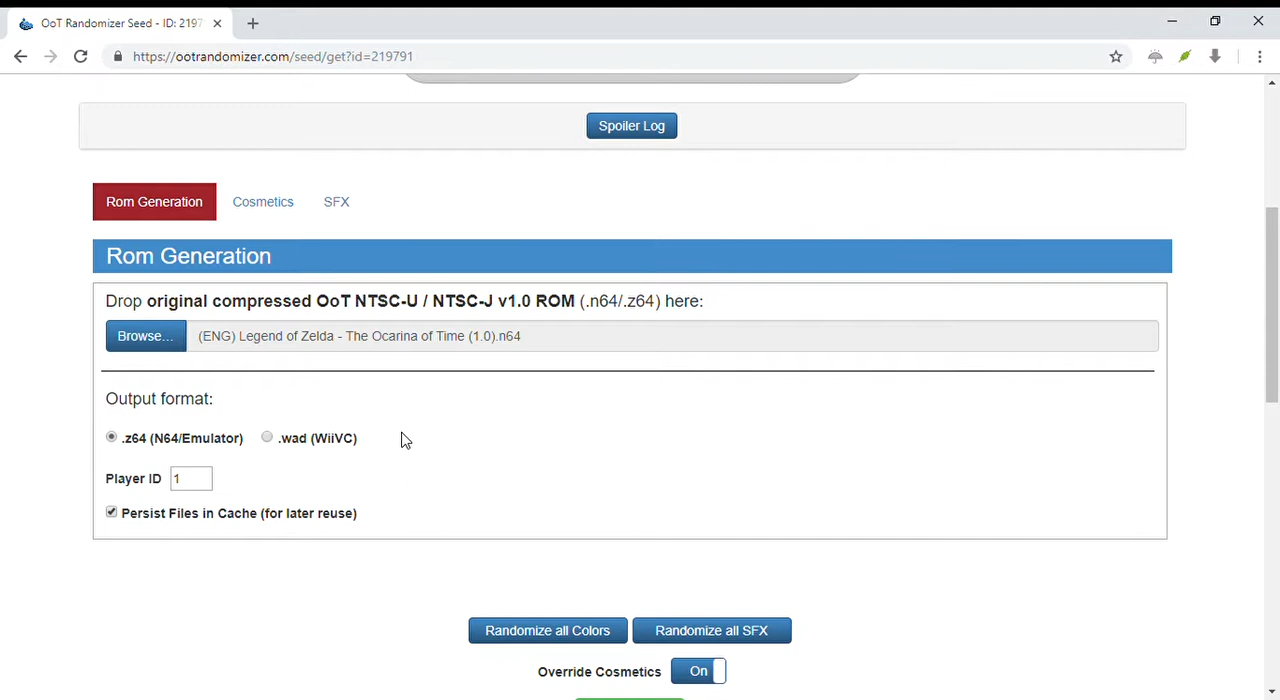 OoT Randomizer Seed - ID: 2197
https://ootrandomizer.com/seed/get?id=219791
Spoiler Log
Rom Generation Cosmetics SFX
Rom Generation
Drop original compressed OoT NTSC-U / NTSC-J v1.0 ROM (.n64/.z64) here:
Browse... (ENG) Legend of Zelda - The Ocarina of Time (1.0).n64
Output format:
.z64 (N64/Emulator) .wad (WiiVC)
Player ID 1
Persist Files in Cache (for later reuse)
Randomize all Colors Randomize all SFX
Override Cosmetics On